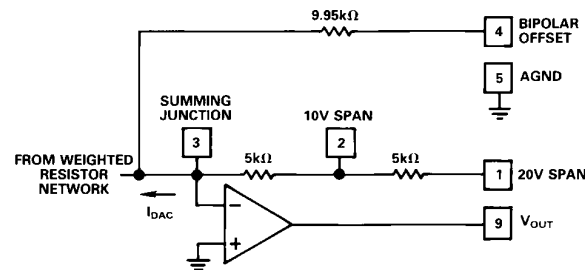 9.95kΩ
4
BIPOLAR
OFFSET
5
AGND
SUMMING
JUNCTION
10V SPAN
3
2
5kΩ
5kΩ
FROM WEIGHTED
RESISTOR
NETWORK
1
20V SPAN
IDAC
−
+
9
VOUT